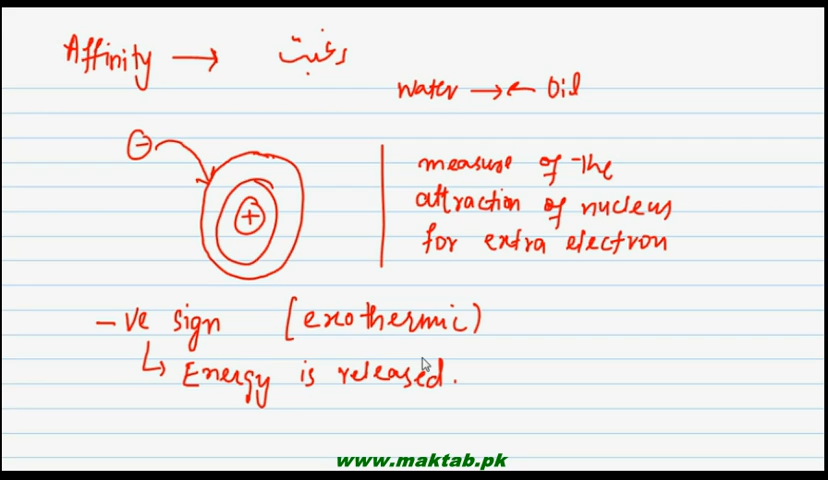 Affinity → رغبت
Water → ← Oil
⊖
+
measure of the
attraction of nucleus
for extra electron
-ve sign [exothermic)
↳ Energy is released.
www.maktab.pk